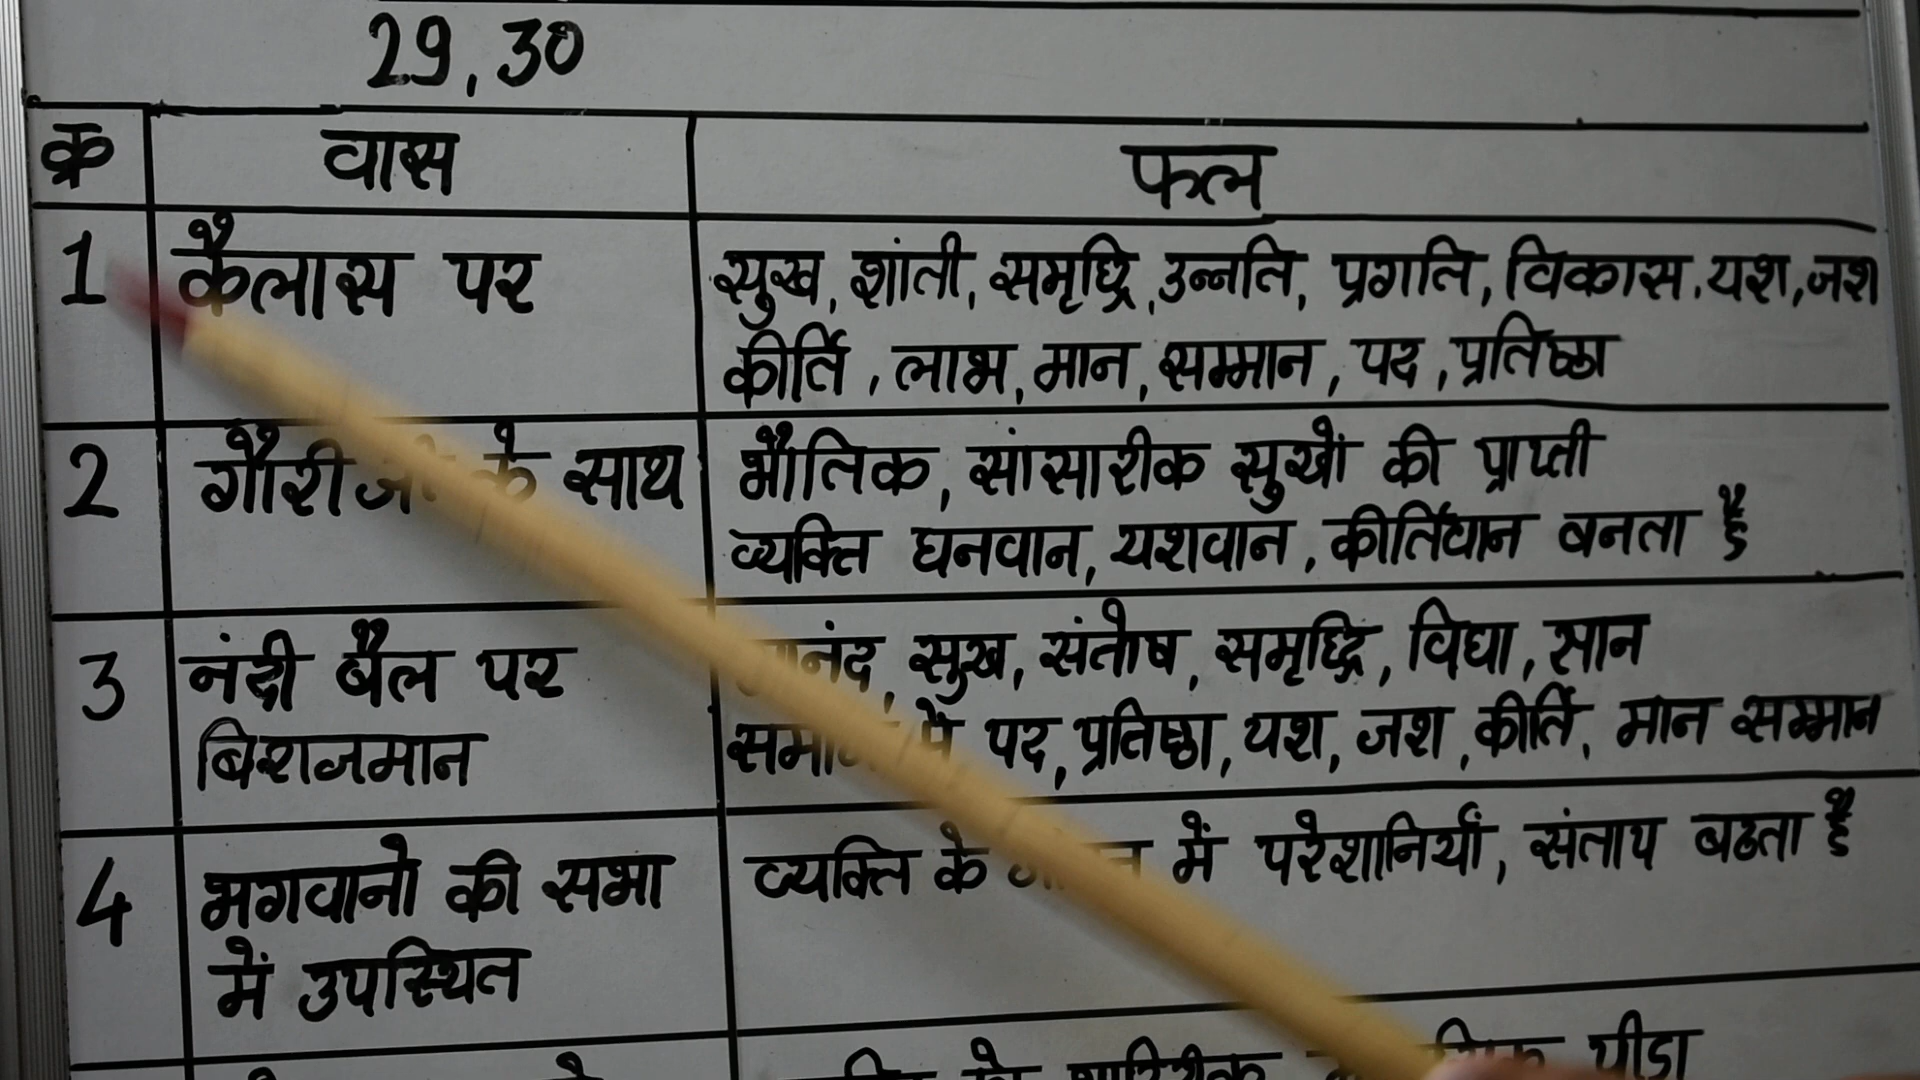 29, 30
क्र वास फल
1 कैलास पर सुख, शांती, समृध्दि, उन्नति, प्रगति, विकास, यश, जश
कीर्ति, लाभ, मान, सम्मान, पद, प्रतिष्ठा
2 गौरी के साथ भौतिक, सांसारीक सुखों की प्राप्ती
व्यक्ति धनवान, यशवान, कीर्तिवान बनता है
3 नंदी बैल पर सुख, संतोष, समृध्दि, विद्या, सान
बिराजमान में पद, प्रतिष्ठा, यश, जश, कीर्ति, मान सम्मान
4 भगवानो की सभा व्यक्ति के में परेशानियाँ, संताप बढता है
में उपस्थित
पीडा